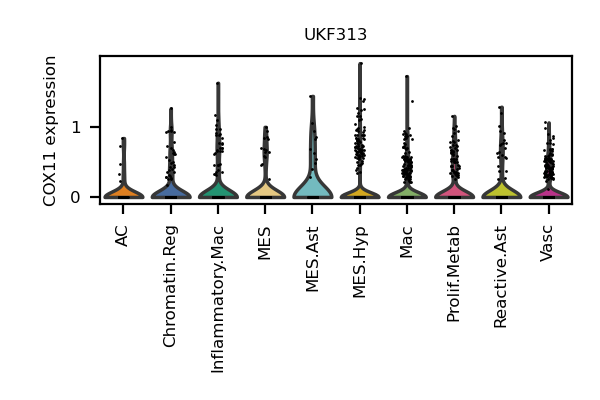 UKF313
COX11 expression
1
0
AC
Chromatin.Reg
Inflammatory.Mac
MES
MES.Ast
MES.Hyp
Mac
Prolif.Metab
Reactive.Ast
Vasc